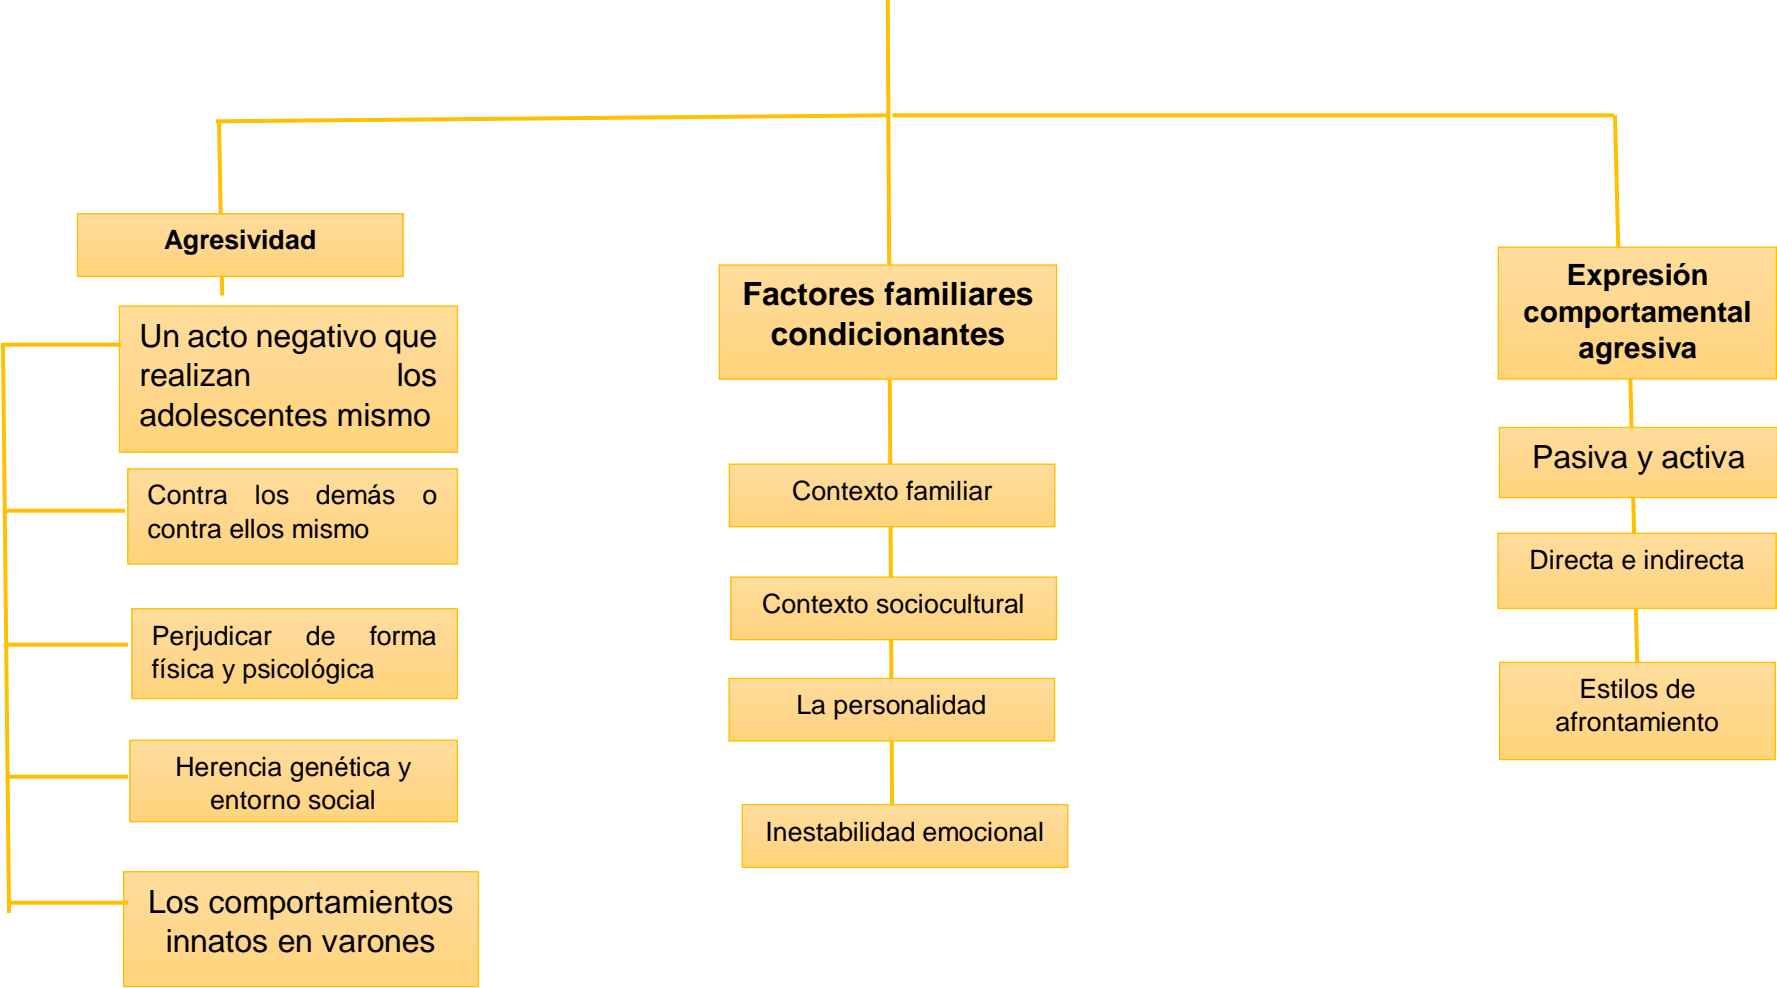 Agresividad
Un acto negativo que
realizan los
adolescentes mismo
Contra los demás o
contra ellos mismo
Perjudicar de forma
física y psicológica
Herencia genética y
entorno social
Los comportamientos
innatos en varones
Factores familiares
condicionantes
Contexto familiar
Contexto sociocultural
La personalidad
Inestabilidad emocional
Expresión
comportamental
agresiva
Pasiva y activa
Directa e indirecta
Estilos de
afrontamiento